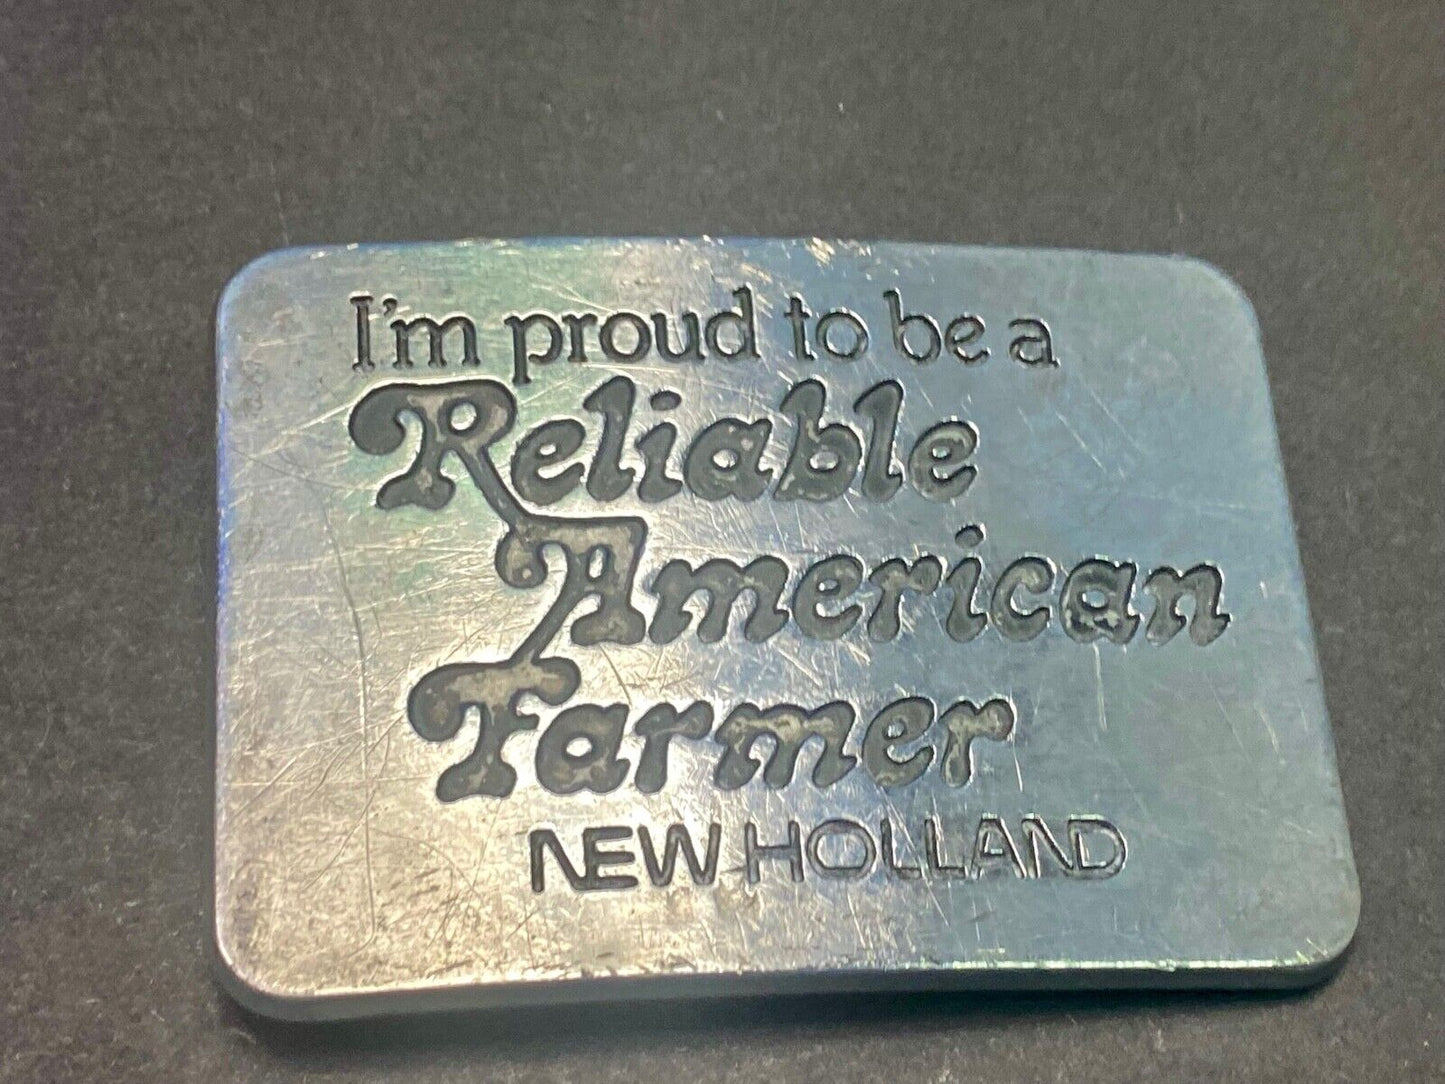 I'm proud to be a
Reliable
American
Farmer
NEW HOLLAND